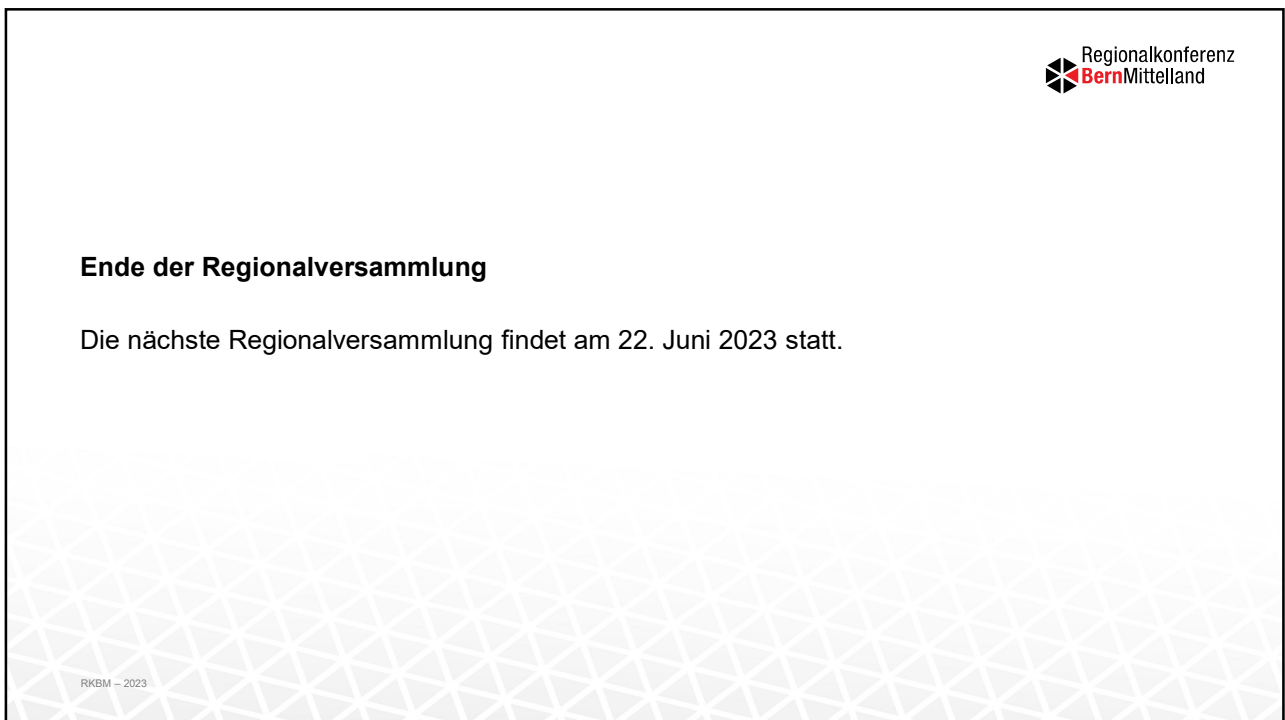 Regionalkonferenz
BernMittelland
Ende der Regionalversammlung
Die nächste Regionalversammlung findet am 22. Juni 2023 statt.
RKBM – 2023